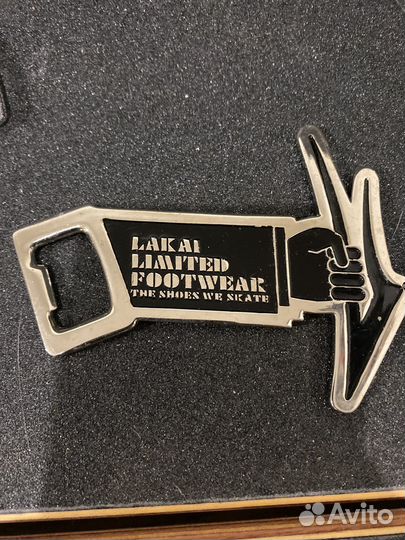 LAKAI
LIMITED
FOOTWEAR
THE SHOES WE SKATE
Avito